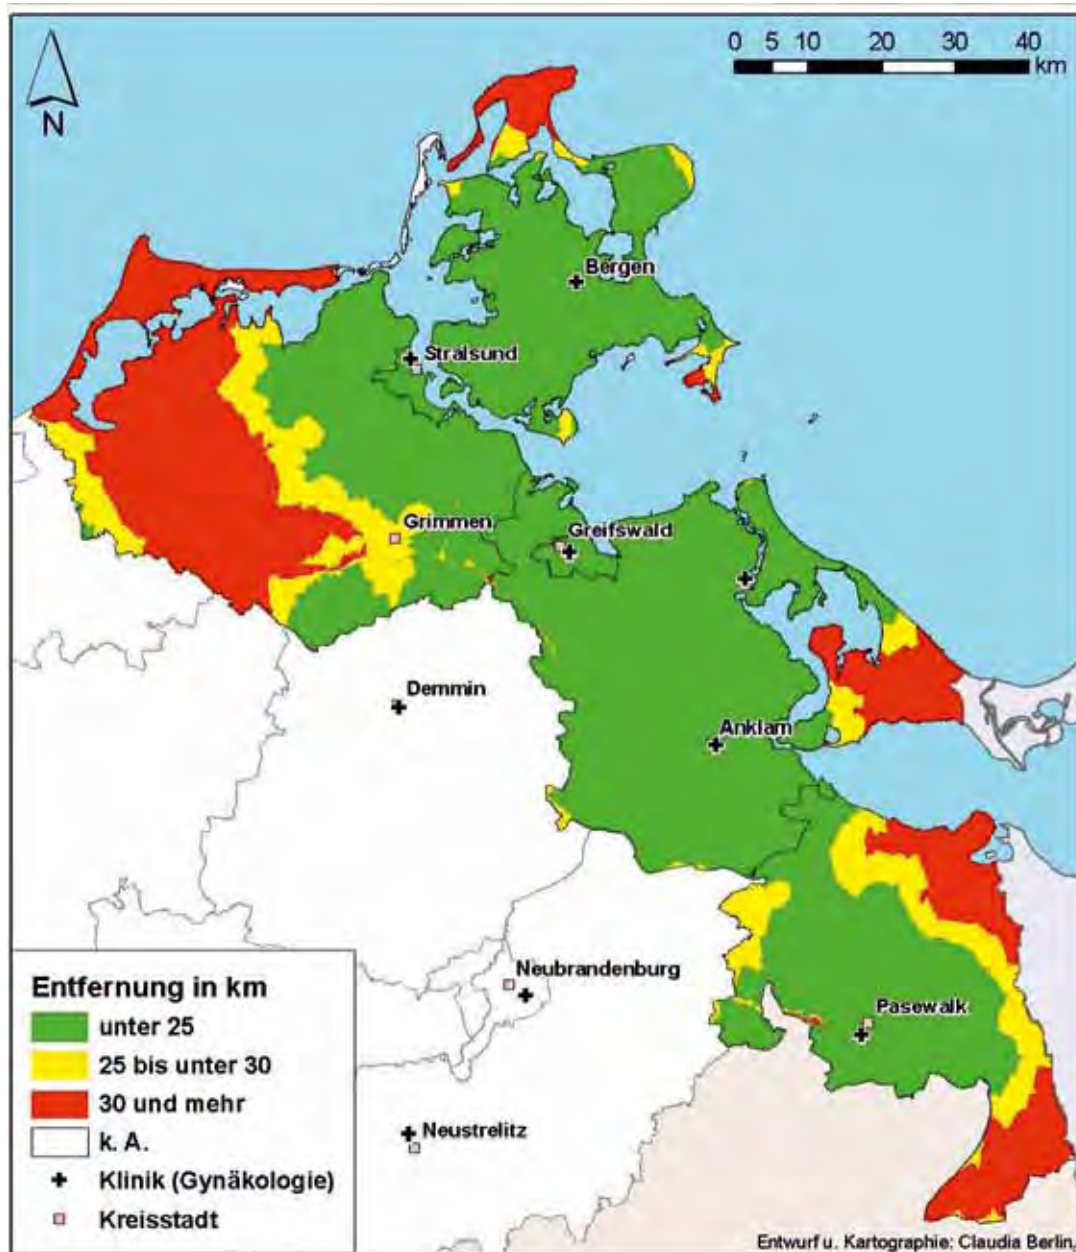 0 5 10 20 30 40
km
N
Bergen
Stralsund
Grimmen
Greifswald
Demmin
Anklam
Neubrandenburg
Pasewalk
Neustrelitz
Entfernung in km
unter 25
25 bis unter 30
30 und mehr
k. A.
Klinik (Gynäkologie)
Kreisstadt
Entwurf u. Kartographie: Claudia Berlin.